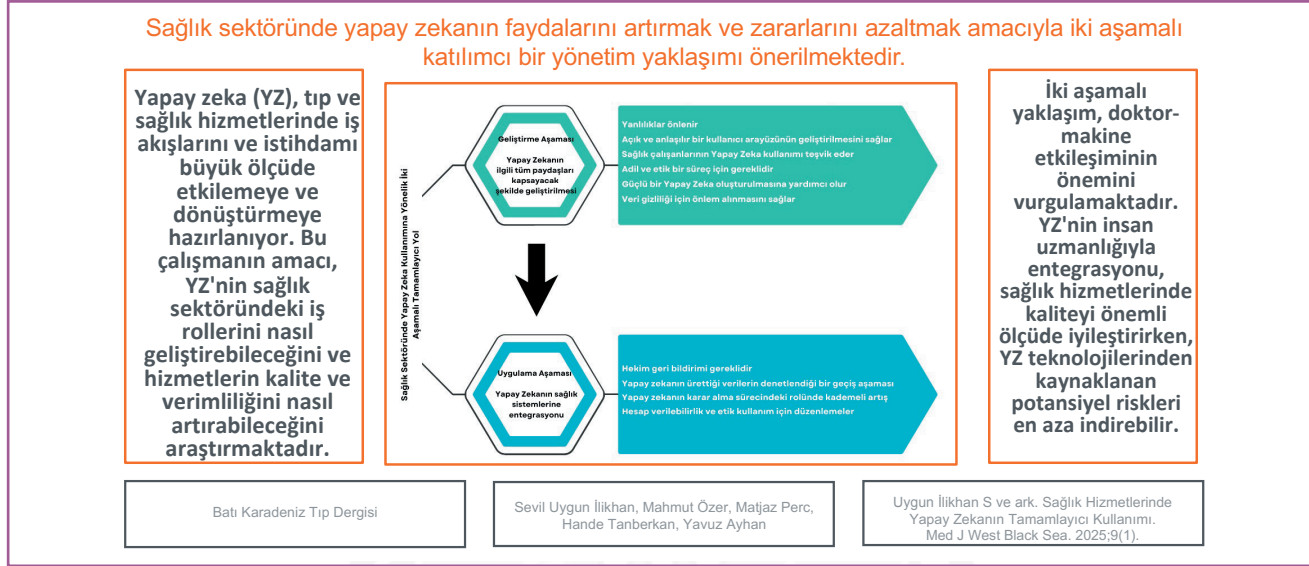 Sağlık sektöründe yapay zekanın faydalarını artırmak ve zararlarını azaltmak amacıyla iki aşamalı
katılımcı bir yönetim yaklaşımı önerilmektedir.
Yapay zeka (YZ), tıp ve
sağlık hizmetlerinde iş
akışlarını ve istihdamı
büyük ölçüde
etkilemeye ve
dönüştürmeye
hazırlanıyor. Bu
çalışmanın amacı,
YZ'nin sağlık
sektöründeki iş
rollerini nasıl
geliştirebileceğini ve
hizmetlerin kalite ve
verimliliğini nasıl
artırabileceğini
araştırmaktadır.
Sağlık Sektöründe Yapay Zeka Kullanımına Yönelik İki
Aşamalı Tamamlayıcı Yol
Geliştirme Aşaması
Yapay Zekanın
ilgili tüm paydaşları
kapsayacak
şekilde geliştirilmesi
Yanlılıklar önlenir
Açık ve anlaşılır bir kullanıcı arayüzünün geliştirilmesini sağlar
Sağlık çalışanlarının Yapay Zeka kullanımı teşvik eder
Adil ve etik bir süreç için gereklidir
Güçlü bir Yapay Zeka oluşturulmasına yardımcı olur
Veri gizliliği için önlem alınmasını sağlar
Uygulama Aşaması
Yapay Zekanın sağlık
sistemlerine
entegrasyonu
Hekim geri bildirimi gereklidir
Yapay zekanın ürettiği verilerin denetlendiği bir geçiş aşaması
Yapay zekanın karar alma sürecindeki rolünde kademeli artış
Hesap verilebilirlik ve etik kullanım için düzenlemeler
İki aşamalı
yaklaşım, doktor-
makine
etkileşiminin
önemini
vurgulamaktadır.
YZ'nin insan
uzmanlığıyla
entegrasyonu,
sağlık hizmetlerinde
kaliteyi önemli
ölçüde iyileştirirken,
YZ teknolojilerinden
kaynaklanan
potansiyel riskleri
en aza indirebilir.
Batı Karadeniz Tıp Dergisi
Sevil Uygun İlikhan, Mahmut Özer, Matjaz Perc,
Hande Tanberkan, Yavuz Ayhan
Uygun İlikhan S ve ark. Sağlık Hizmetlerinde
Yapay Zekanın Tamamlayıcı Kullanımı.
Med J West Black Sea. 2025;9(1).